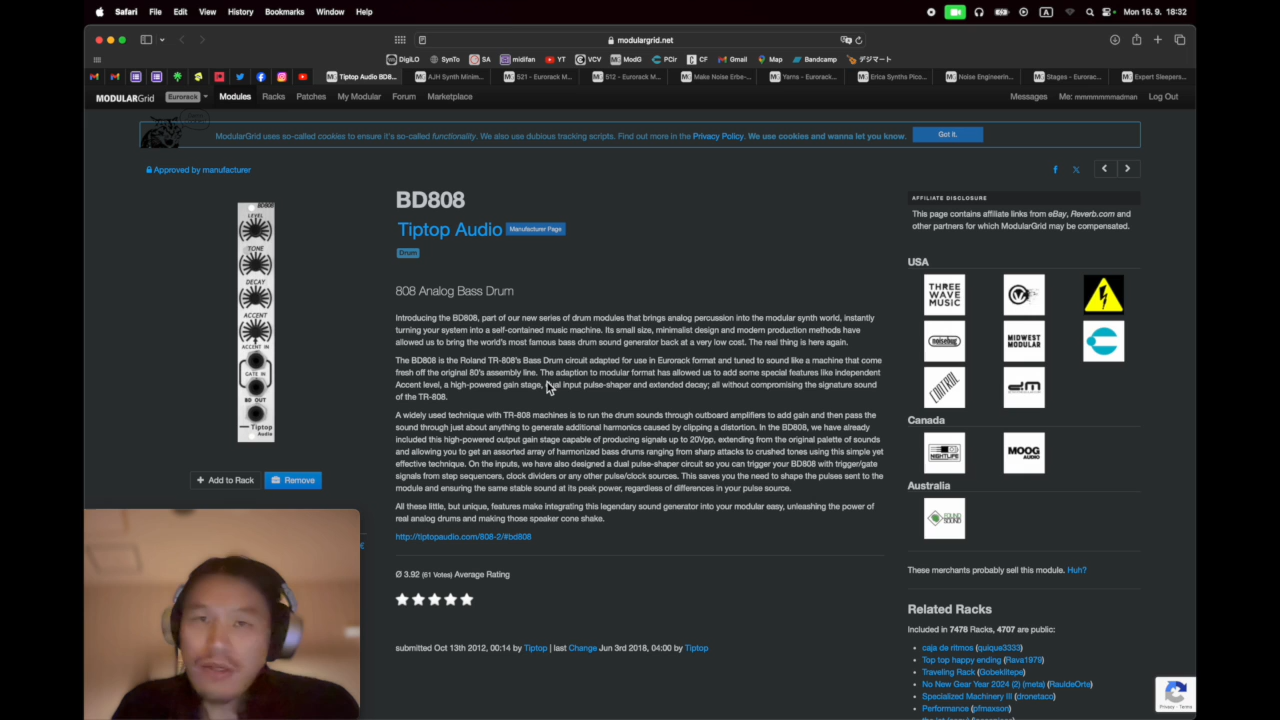 Safari File Edit View History Bookmarks Window Help
A Mon 16. 9. 18:32
modulargrid.net
DigiLO SynTo SA midifan YT VCV ModG PCir CF Gmail Map Bandcamp デジマート
Tiptop Audio BD8... AJH Synth Minim... 521 - Eurorack M... 512 - Eurorack M... Make Noise Erbe-... Yarns - Eurorack... Erica Synths Pico... Noise Engineerin... Stages - Eurorac... Expert Sleepers...
MODULARGrid Eurorack Modules Racks Patches My Modular Forum Marketplace Messages Me: Log Out
ModularGrid uses so-called cookies to ensure it's so-called functionality. We also use dubious tracking scripts. Find out more in the Privacy Policy. We use cookies and wanna let you know. Got it.
Approved by manufacturer
BD808
LEVEL
TONE
DECAY
ACCENT
ACCENT IN
GATE IN
BD OUT
Tiptop
Audio
Add to Rack Remove
BD808
Tiptop Audio Manufacturer Page
Drum
808 Analog Bass Drum
Introducing the BD808, part of our new series of drum modules that brings analog percussion into the modular synth world, instantly
turning your system into a self-contained music machine. Its small size, minimalist design and modern production methods have
allowed us to bring the world's most famous bass drum sound generator back at a very low cost. The real thing is here again.
The BD808 is the Roland TR-808's Bass Drum circuit adapted for use in Eurorack format and tuned to sound like a machine that come
fresh off the original 80's assembly line. The adaption to modular format has allowed us to add some special features like independent
Accent level, a high-powered gain stage, dual input pulse-shaper and extended decay; all without compromising the signature sound
of the TR-808.
A widely used technique with TR-808 machines is to run the drum sounds through outboard amplifiers to add gain and then pass the
sound through just about anything to generate additional harmonics caused by clipping a distortion. In the BD808, we have already
included this high-powered output gain stage capable of producing signals up to 20Vpp, extending from the original palette of sounds
and allowing you to get an assorted array of harmonized bass drums ranging from sharp attacks to crushed tones using this simple yet
effective technique. On the inputs, we have also designed a dual pulse-shaper circuit so you can trigger your BD808 with trigger/gate
signals from step sequencers, clock dividers or any other pulse/clock sources. This saves you the need to shape the pulses sent to the
module and ensuring the same stable sound at its peak power, regardless of differences in your pulse source.
All these little, but unique, features make integrating this legendary sound generator into your modular easy, unleashing the power of
real analog drums and making those speaker cone shake.
http://tiptopaudio.com/808-2/#bd808
Ø 3.92 (61 Votes) Average Rating
submitted Oct 13th 2012, 00:14 by Tiptop | last Change Jun 3rd 2018, 04:00 by Tiptop
AFFILIATE DISCLOSURE
This page contains affiliate links from eBay, Reverb.com and
other partners for which ModularGrid may be compensated.
USA
THREE
WAVE
MUSIC
noisebug
MIDWEST
MODULAR
CONTROL
Canada
NIGHTLIFE
MOOG
AUDIO
Australia
FOUND
SOUND
These merchants probably sell this module. Huh?
Related Racks
Included in 7478 Racks, 4707 are public:
caja de ritmos (quique3333)
Top top happy ending (Rava1979)
Traveling Rack (Gobeklitepe)
No New Gear Year 2024 (2) (meta) (RauldeOrte)
Specialized Machinery III (dronetaco)
Performance (pfmaxson)
Privacy - Terms